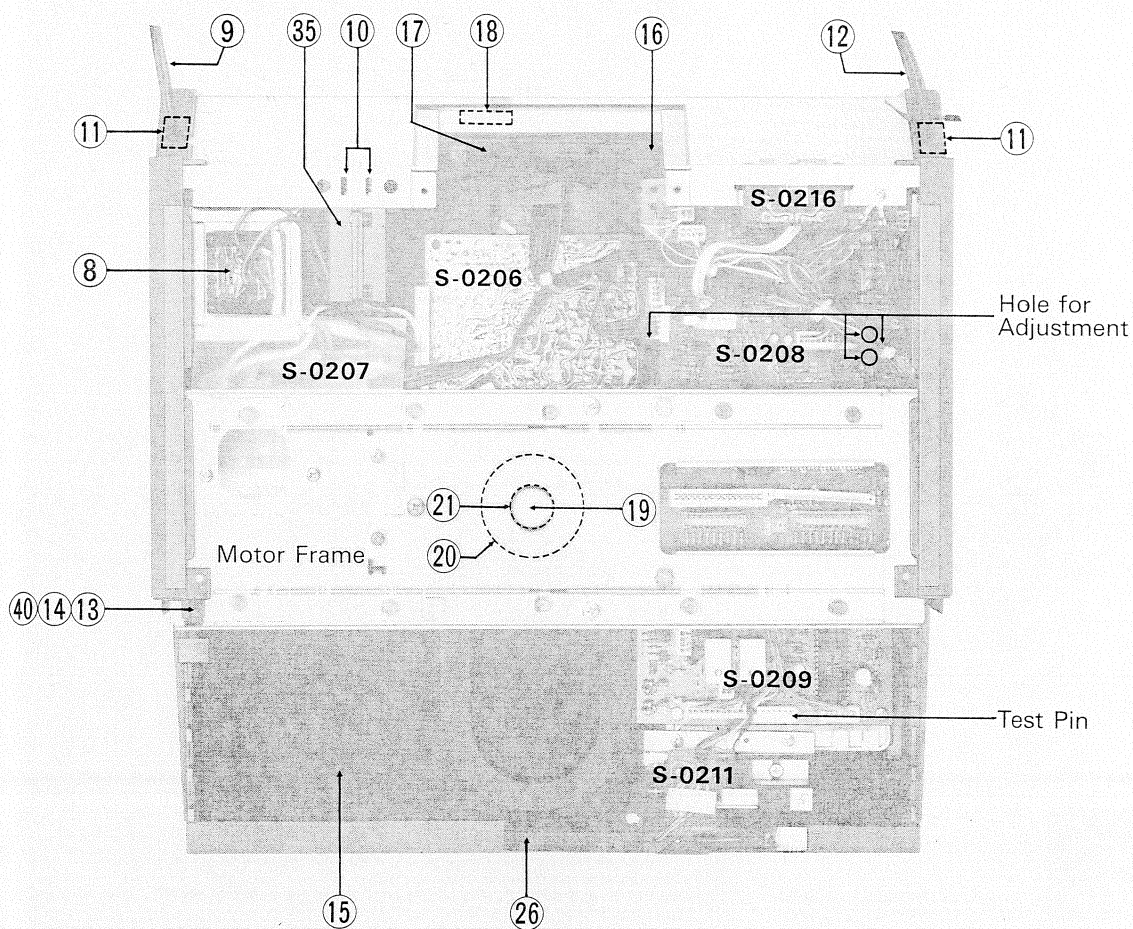 9 35 10 17 18 16 12
11 11
S-0216
8
S-0206
Hole for
Adjustment
S-0208
S-0207
21 19
20
Motor Frame
40 14 13
S-0209
Test Pin
S-0211
15 26